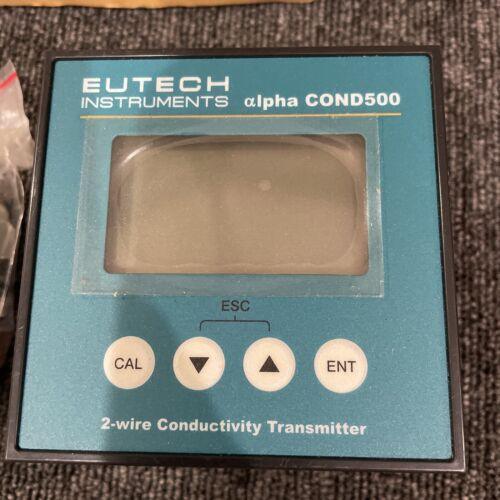 EUTECH
INSTRUMENTS αlpha COND500
ESC
CAL ▼ ▲ ENT
2-wire Conductivity Transmitter